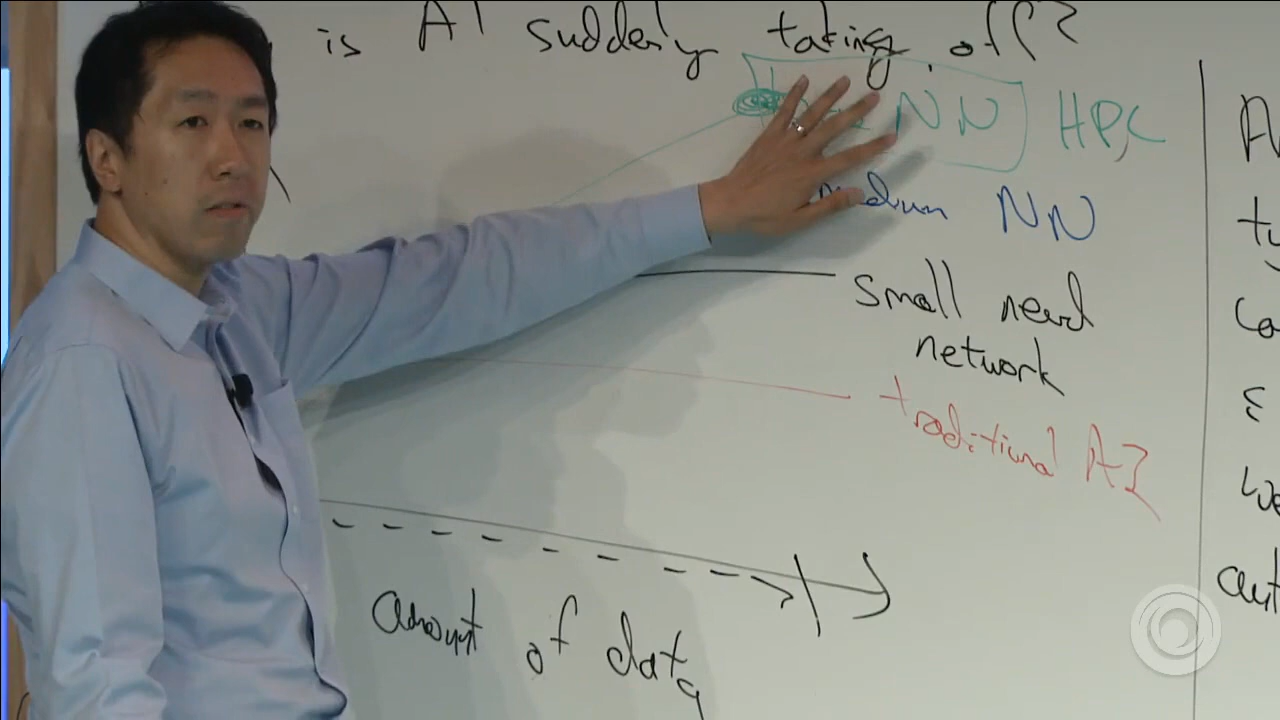 is AI suddenly taking off?
NN HPC
medium NN
small neural
network
traditional AI
amount of data